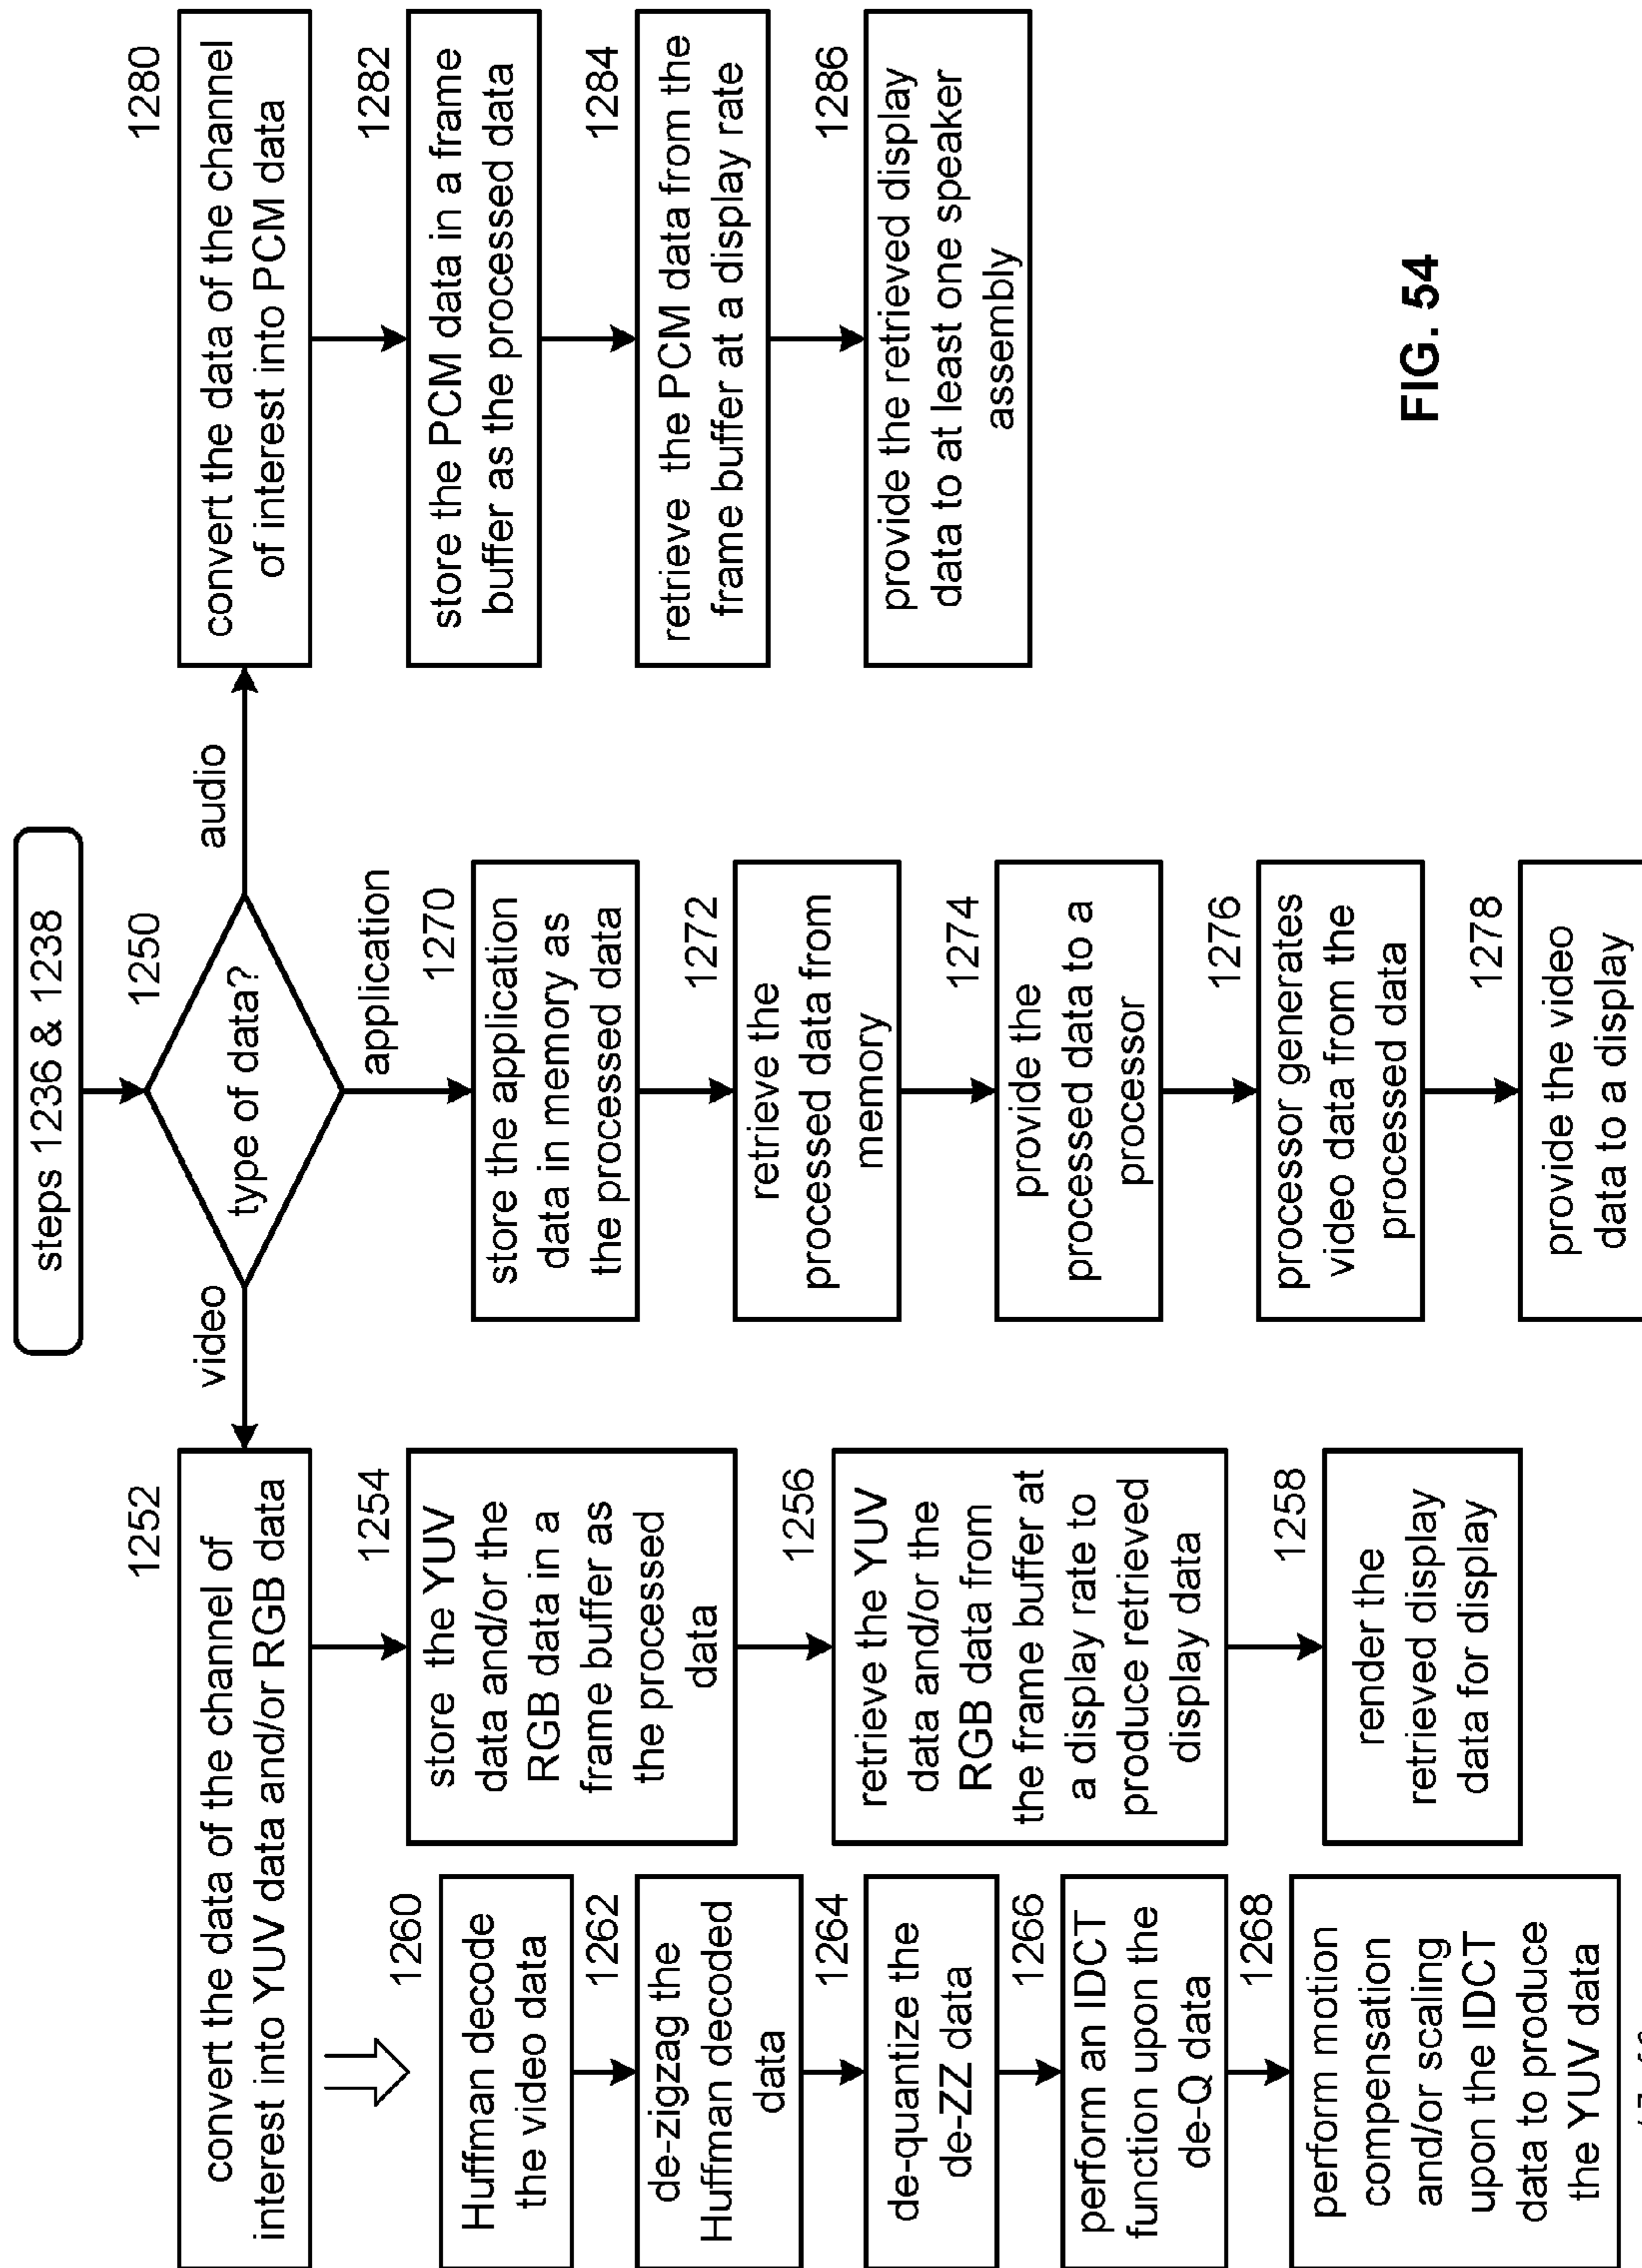 steps 1236 & 1238
1250
type of data?
video
application
audio
1252
convert the data of the channel of
interest into YUV data and/or RGB data
1254
store the YUV
data and/or the
RGB data in a
frame buffer as
the processed
data
1256
retrieve the YUV
data and/or the
RGB data from
the frame buffer at
a display rate to
produce retrieved
display data
1258
render the
retrieved display
data for display
1260
Huffman decode
the video data
1262
de-zigzag the
Huffman decoded
data
1264
de-quantize the
de-ZZ data
1266
perform an IDCT
function upon the
de-Q data
1268
perform motion
compensation
and/or scaling
upon the IDCT
data to produce
the YUV data
1270
store the application
data in memory as
the processed data
1272
retrieve the
processed data from
memory
1274
provide the
processed data to a
processor
1276
processor generates
video data from the
processed data
1278
provide the video
data to a display
1280
convert the data of the channel
of interest into PCM data
1282
store the PCM data in a frame
buffer as the processed data
1284
retrieve the PCM data from the
frame buffer at a display rate
1286
provide the retrieved display
data to at least one speaker
assembly
FIG. 54